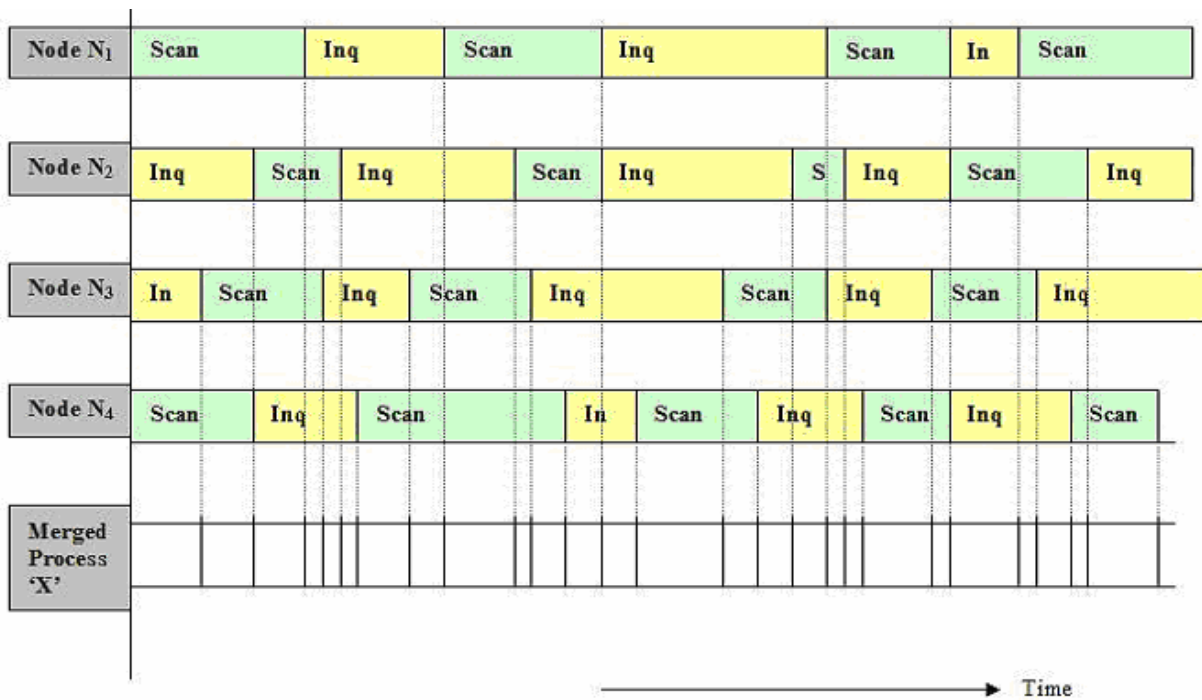 Node N1
Scan Inq Scan Inq Scan In Scan
Node N2
Inq Scan Inq Scan Inq S Inq Scan Inq
Node N3
In Scan Inq Scan Inq Scan Inq Scan Inq
Node N4
Scan Inq Scan In Scan Inq Scan Inq Scan
Merged
Process
‘X’
Time